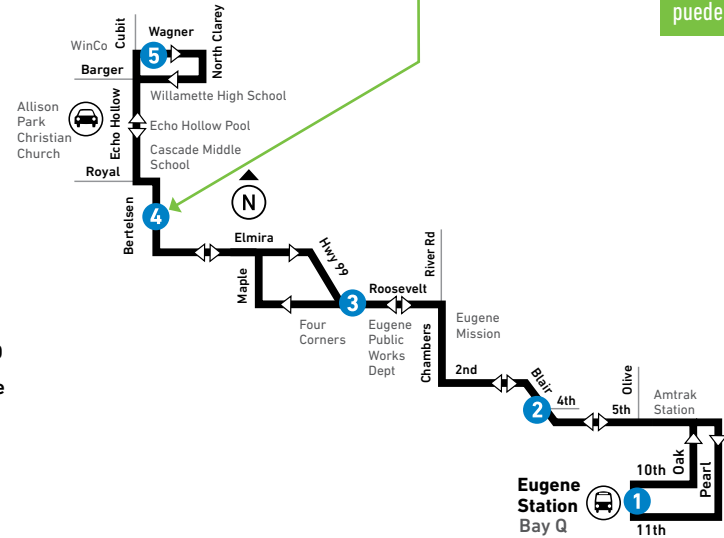 puede
Cubit
Wagner
North Clarey
WinCo
5
Barger
Willamette High School
Allison
Park
Christian
Church
Echo Hollow
Echo Hollow Pool
Cascade Middle
School
Royal
N
4
Bertelsen
Elmira
Hwy 99
River Rd
Maple
Roosevelt
3
Four
Corners
Eugene
Public
Works
Dept
Chambers
Eugene
Mission
2nd
Blair
Olive
4th
2
5th
Amtrak
Station
Oak
Pearl
10th
Eugene
Station
Bay Q
1
11th